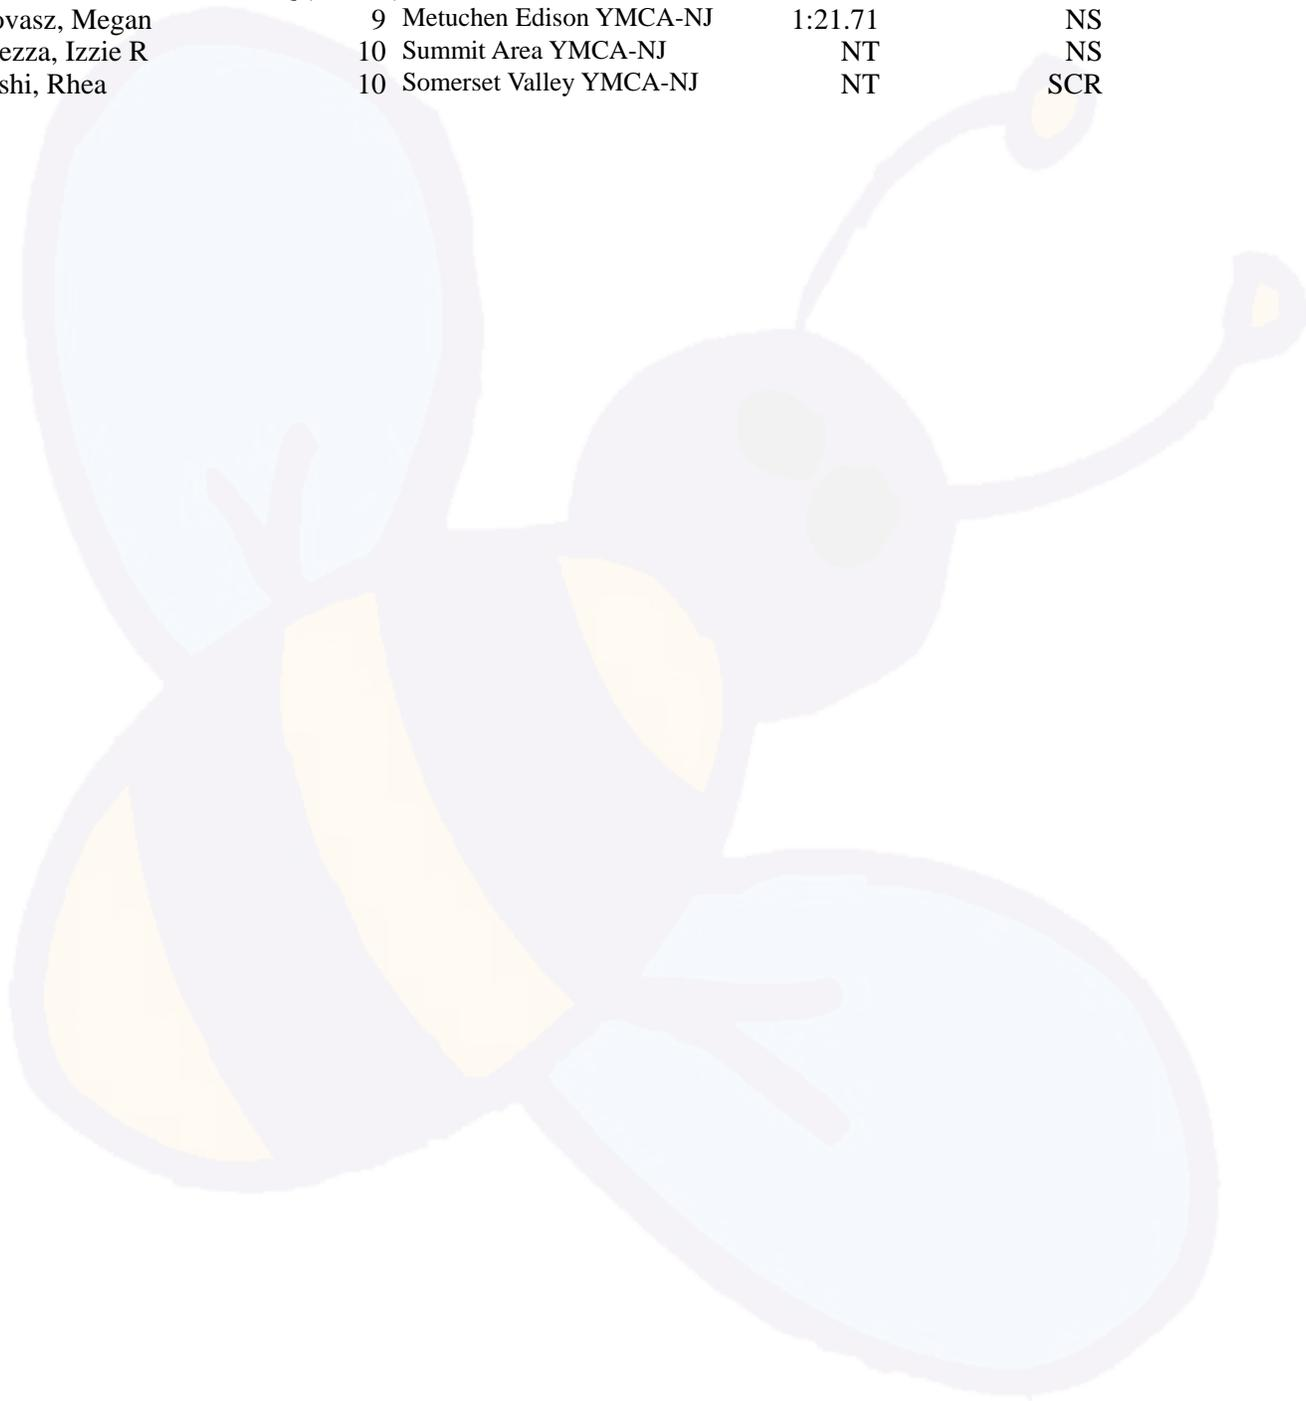 ovasz, Megan 9 Metuchen Edison YMCA-NJ 1:21.71 NS
ezza, Izzie R 10 Summit Area YMCA-NJ NT NS
shi, Rhea 10 Somerset Valley YMCA-NJ NT SCR